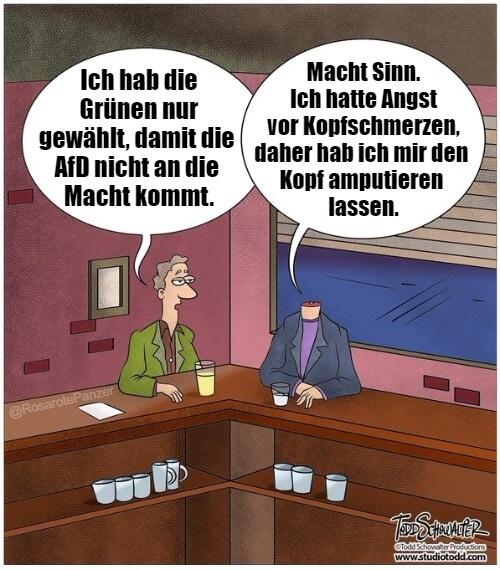 Ich hab die
Grünen nur
gewählt, damit die
AfD nicht an die
Macht kommt.
Macht Sinn.
Ich hatte Angst
vor Kopfschmerzen,
daher hab ich mir den
Kopf amputieren
lassen.
@RosarotePanzer
TODD SCHOWALTER
©Todd Schowalter Productions
www.studiotodd.com